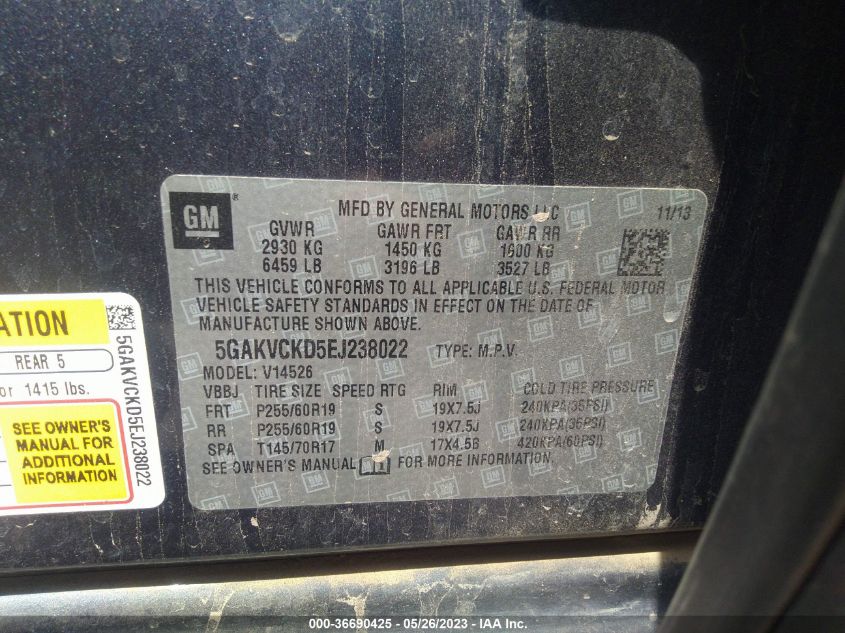 GM
MFD BY GENERAL MOTORS LLC 11/13
GVWR GAWR FRT GAWR RR
2930 KG 1450 KG 1600 KG
6459 LB 3196 LB 3527 LB
THIS VEHICLE CONFORMS TO ALL APPLICABLE U.S. FEDERAL MOTOR
VEHICLE SAFETY STANDARDS IN EFFECT ON THE DATE OF
MANUFACTURE SHOWN ABOVE.
5GAKVCKD5EJ238022 TYPE: M.P.V.
MODEL: V14526
VBBJ TIRE SIZE SPEED RTG RIM COLD TIRE PRESSURE
FRT P255/60R19 S 19X7.5J 240KPA(35PSI)
RR P255/60R19 S 19X7.5J 240KPA(35PSI)
SPA T145/70R17 M 17X4.5B 420KPA(60PSI)
SEE OWNER'S MANUAL FOR MORE INFORMATION.
ATION
REAR 5
or 1415 lbs.
SEE OWNER'S
MANUAL FOR
ADDITIONAL
INFORMATION
5GAKVCKD5EJ238022
000-36690425 - 05/26/2023 - IAA Inc.